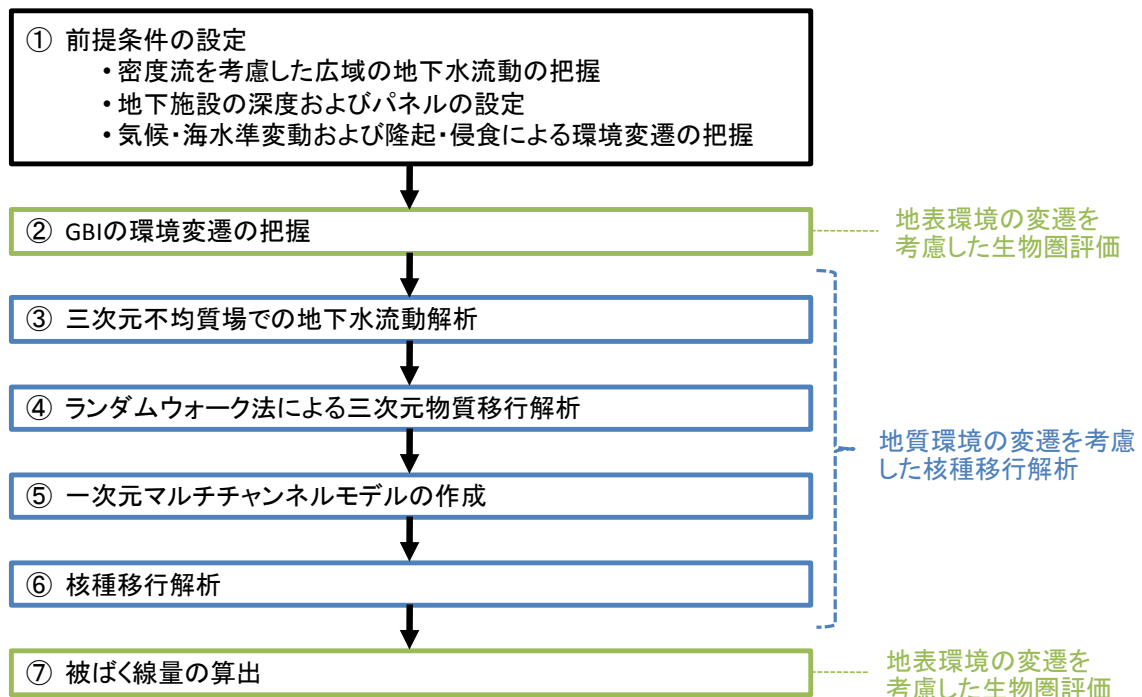 ① 前提条件の設定
• 密度流を考慮した広域の地下水流動の把握
• 地下施設の深度およびパネルの設定
• 気候・海水準変動および隆起・侵食による環境変遷の把握
② GBIの環境変遷の把握
地表環境の変遷を
考慮した生物圏評価
③ 三次元不均質場での地下水流動解析
④ ランダムウォーク法による三次元物質移行解析
地質環境の変遷を考慮
した核種移行解析
⑤ 一次元マルチチャンネルモデルの作成
⑥ 核種移行解析
⑦ 被ばく線量の算出
地表環境の変遷を
考慮した生物圏評価